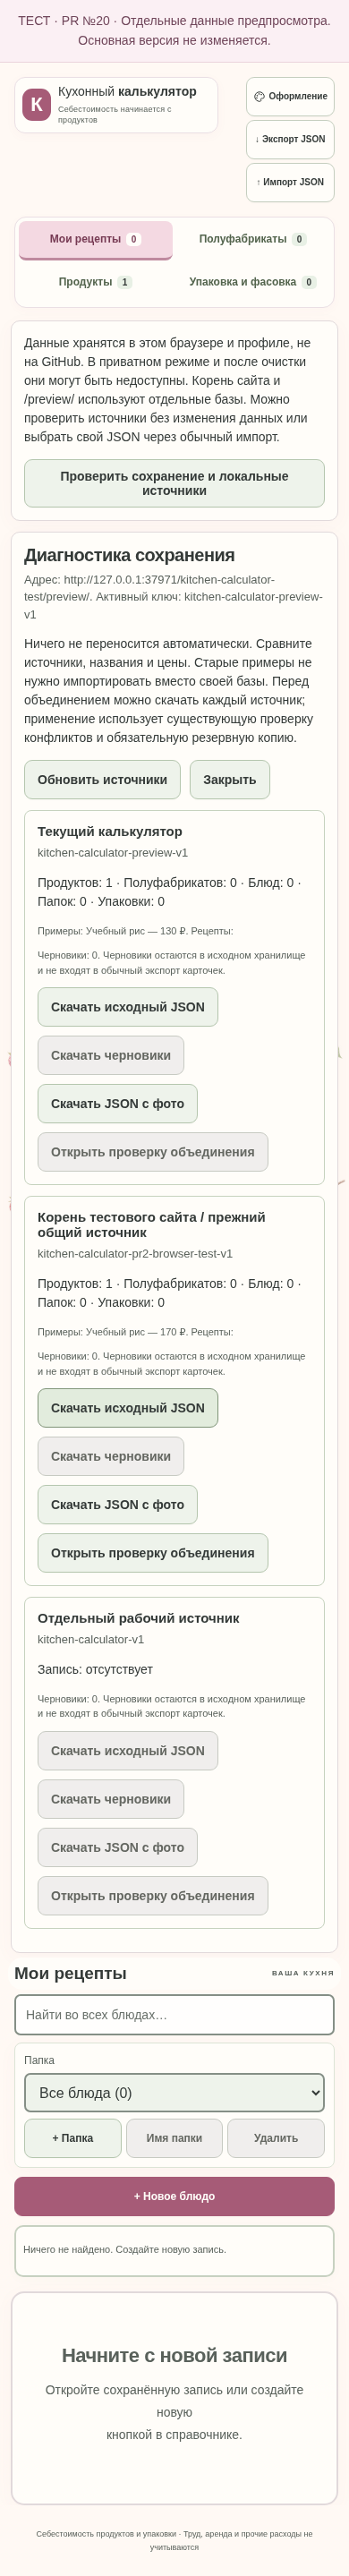 ТЕСТ · PR №20 · Отдельные данные предпросмотра.
Основная версия не изменяется.
К
Кухонный калькулятор
Себестоимость начинается с
продуктов
Оформление
↓ Экспорт JSON
↑ Импорт JSON
Мои рецепты 0
Полуфабрикаты 0
Продукты 1
Упаковка и фасовка 0
Данные хранятся в этом браузере и профиле, не
на GitHub. В приватном режиме и после очистки
они могут быть недоступны. Корень сайта и
/preview/ используют отдельные базы. Можно
проверить источники без изменения данных или
выбрать свой JSON через обычный импорт.
Проверить сохранение и локальные
источники
Диагностика сохранения
Адрес: http://127.0.0.1:37971/kitchen-calculator-
test/preview/. Активный ключ: kitchen-calculator-preview-
v1
Ничего не переносится автоматически. Сравните
источники, названия и цены. Старые примеры не
нужно импортировать вместо своей базы. Перед
объединением можно скачать каждый источник;
применение использует существующую проверку
конфликтов и обязательную резервную копию.
Обновить источники
Закрыть
Текущий калькулятор
kitchen-calculator-preview-v1
Продуктов: 1 · Полуфабрикатов: 0 · Блюд: 0 ·
Папок: 0 · Упаковки: 0
Примеры: Учебный рис — 130 ₽. Рецепты:
Черновики: 0. Черновики остаются в исходном хранилище
и не входят в обычный экспорт карточек.
Скачать исходный JSON
Скачать черновики
Скачать JSON с фото
Открыть проверку объединения
Корень тестового сайта / прежний
общий источник
kitchen-calculator-pr2-browser-test-v1
Продуктов: 1 · Полуфабрикатов: 0 · Блюд: 0 ·
Папок: 0 · Упаковки: 0
Примеры: Учебный рис — 170 ₽. Рецепты:
Черновики: 0. Черновики остаются в исходном хранилище
и не входят в обычный экспорт карточек.
Скачать исходный JSON
Скачать черновики
Скачать JSON с фото
Открыть проверку объединения
Отдельный рабочий источник
kitchen-calculator-v1
Запись: отсутствует
Черновики: 0. Черновики остаются в исходном хранилище
и не входят в обычный экспорт карточек.
Скачать исходный JSON
Скачать черновики
Скачать JSON с фото
Открыть проверку объединения
Мои рецепты
ВАША КУХНЯ
Найти во всех блюдах…
Папка
Все блюда (0)
+ Папка
Имя папки
Удалить
+ Новое блюдо
Ничего не найдено. Создайте новую запись.
Начните с новой записи
Откройте сохранённую запись или создайте
новую
кнопкой в справочнике.
Себестоимость продуктов и упаковки · Труд, аренда и прочие расходы не
учитываются